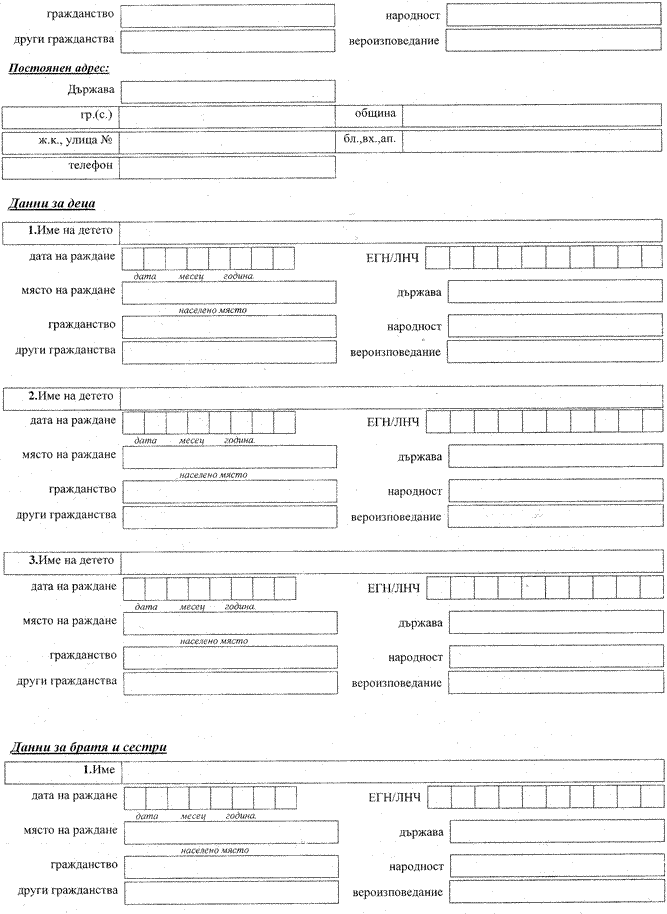 гражданство народност
други гражданства вероизповедание
Постоянен адрес:
Държава
гр.(с.) община
ж.к., улица № бл.,вх.,ап.
телефон
Данни за деца
1.Име на детето
дата на раждане ЕГН/ЛНЧ
дата месец година.
място на раждане държава
населено място
гражданство народност
други гражданства вероизповедание
2.Име на детето
дата на раждане ЕГН/ЛНЧ
дата месец година.
място на раждане държава
населено място
гражданство народност
други гражданства вероизповедание
3.Име на детето
дата на раждане ЕГН/ЛНЧ
дата месец година.
място на раждане държава
населено място
гражданство народност
други гражданства вероизповедание
Данни за братя и сестри
1.Име
дата на раждане ЕГН/ЛНЧ
дата месец година.
място на раждане държава
населено място
гражданство народност
други гражданства вероизповедание